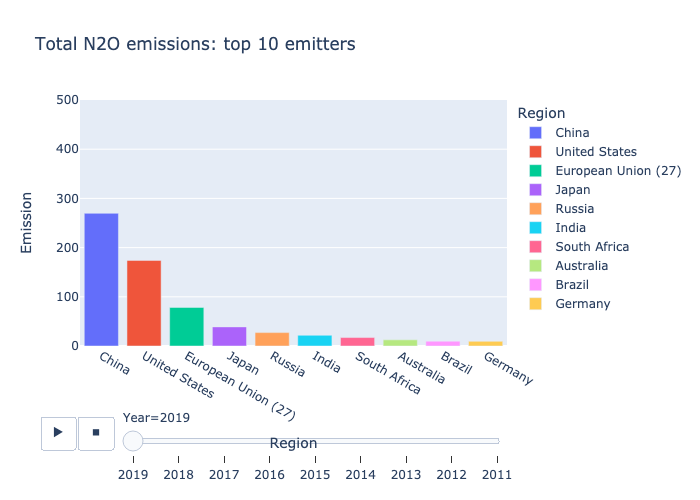 Total N2O emissions: top 10 emitters
Emission
500
400
300
200
100
0
China
United States
European Union (27)
Japan
Russia
India
South Africa
Australia
Brazil
Germany
Region
Region
China
United States
European Union (27)
Japan
Russia
India
South Africa
Australia
Brazil
Germany
Year=2019
2019 2018 2017 2016 2015 2014 2013 2012 2011